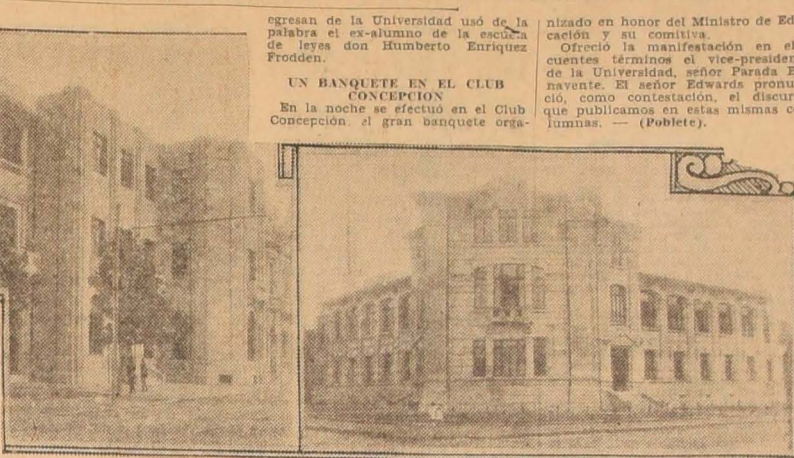 egresan de la Universidad usó de la
palabra el ex-alumno de la escuela
de leyes don Humberto Enríquez
Frodden.
UN BANQUETE EN EL CLUB
CONCEPCION
En la noche se efectuó en el Club
Concepción, el gran banquete orga-
nizado en honor del Ministro de Ed
cación y su comitiva.
Ofreció la manifestación en el
cuentes términos el vice-presiden
de la Universidad, señor Parada B
navente. El señor Edwards pronu
ció, como contestación, el discur
que publicamos en estas mismas c
lumnas. — (Poblete).